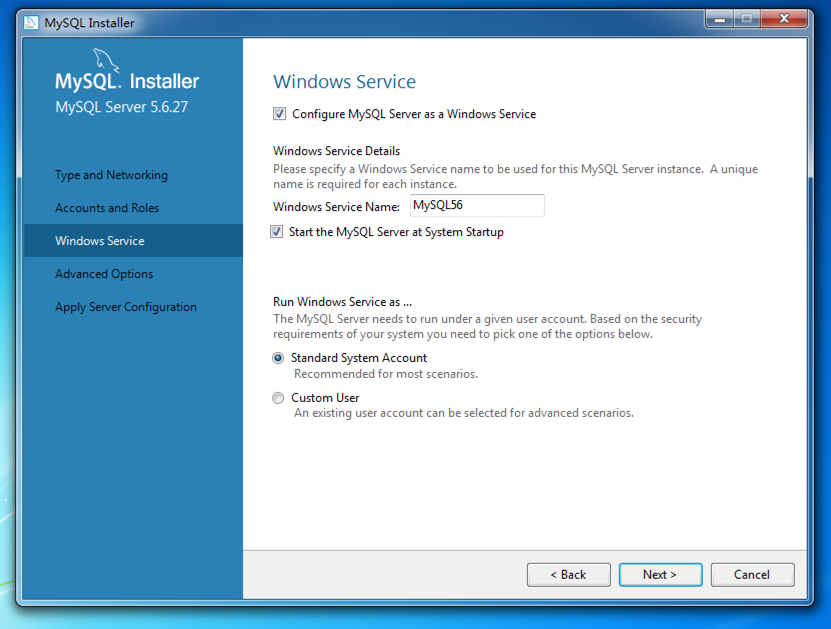 MySQL Installer
MySQL. Installer
MySQL Server 5.6.27
Type and Networking
Accounts and Roles
Windows Service
Advanced Options
Apply Server Configuration
Windows Service
Configure MySQL Server as a Windows Service
Windows Service Details
Please specify a Windows Service name to be used for this MySQL Server instance. A unique
name is required for each instance.
Windows Service Name: MySQL56
Start the MySQL Server at System Startup
Run Windows Service as ...
The MySQL Server needs to run under a given user account. Based on the security
requirements of your system you need to pick one of the options below.
Standard System Account
Recommended for most scenarios.
Custom User
An existing user account can be selected for advanced scenarios.
< Back Next > Cancel